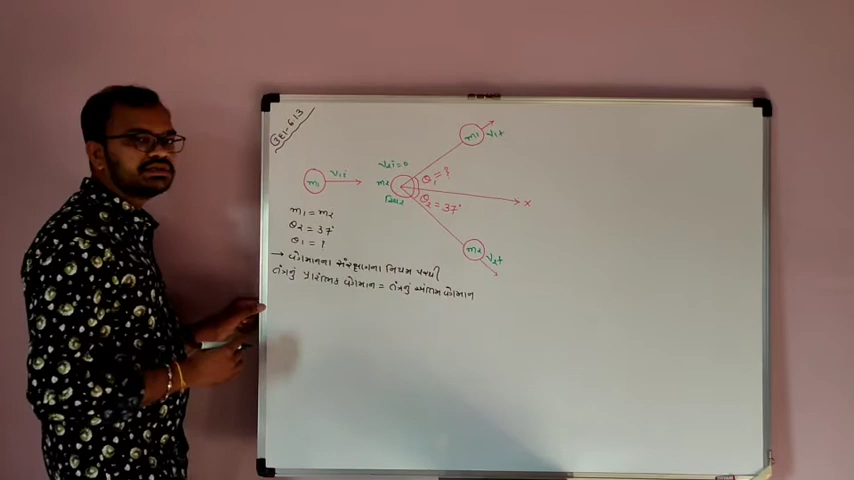 ઉદા-6.13
V₂i=0
m₁
V₁f
m₁
V₁i
m₂
θ₁=?
સ્થિર
θ₂=37°
x
m₁=m₂
θ₂=37°
θ₁=?
m₂
V₂f
→ વેગમાનના સંરક્ષણના નિયમ પરથી
તંત્રનું પ્રારંભિક વેગમાન = તંત્રનું અંતિમ વેગમાન